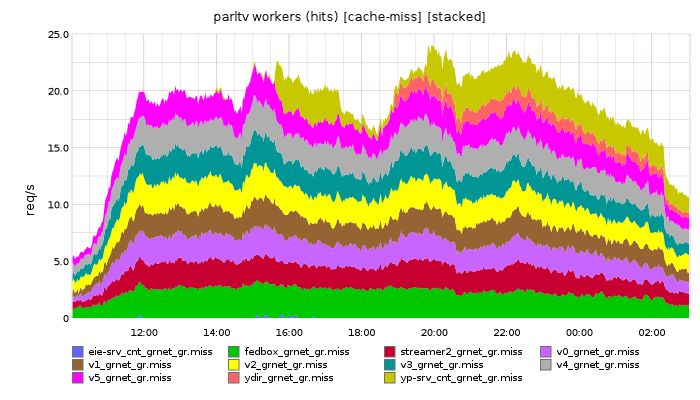 parltv workers (hits) [cache-miss] [stacked]
25.0
20.0
15.0
10.0
5.0
0
req/s
12:00 14:00 16:00 18:00 20:00 22:00 00:00 02:00
eie-srv_cnt_grnet_gr.miss fedbox_grnet_gr.miss streamer2_grnet_gr.miss v0_grnet_gr.miss
v1_grnet_gr.miss v2_grnet_gr.miss v3_grnet_gr.miss v4_grnet_gr.miss
v5_grnet_gr.miss ydir_grnet_gr.miss yp-srv_cnt_grnet_gr.miss